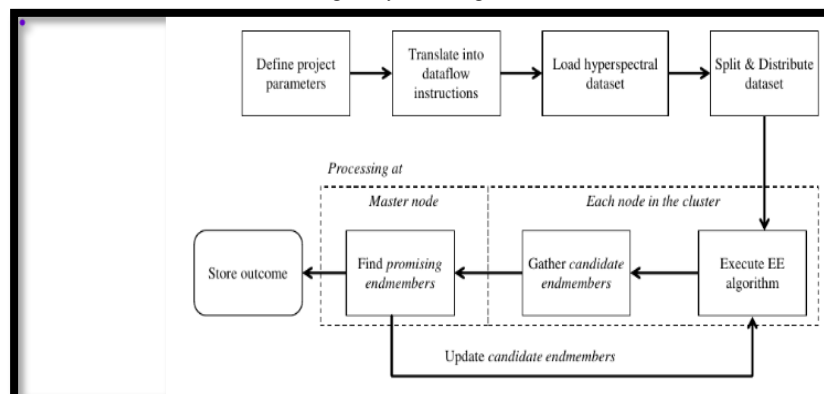 Define project
parameters
Translate into
dataflow
instructions
Load hyperspectral
dataset
Split & Distribute
dataset
Processing at
Master node
Each node in the cluster
Store outcome
Find promising
endmembers
Gather candidate
endmembers
Execute EE
algorithm
Update candidate endmembers